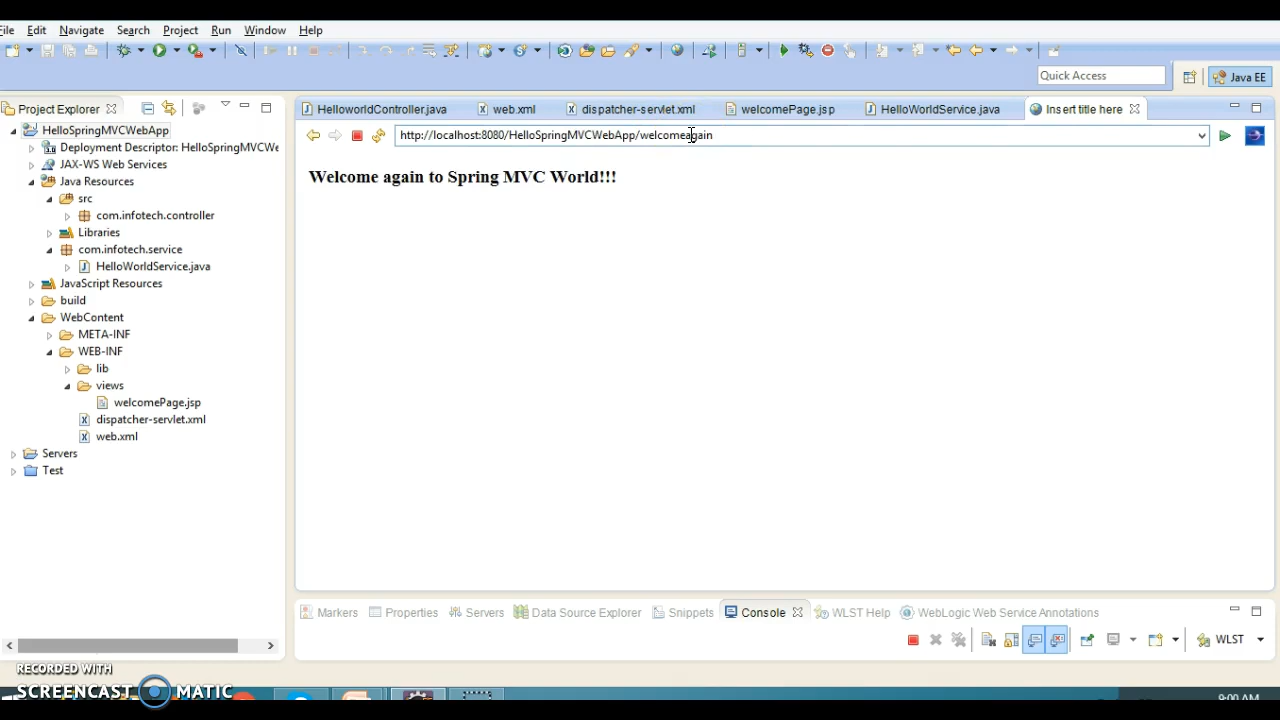 File Edit Navigate Search Project Run Window Help
Quick Access
Java EE
Project Explorer
HelloworldController.java
web.xml
dispatcher-servlet.xml
welcomePage.jsp
HelloWorldService.java
Insert title here
http://localhost:8080/HelloSpringMVCWebApp/welcomeagain
Welcome again to Spring MVC World!!!
HelloSpringMVCWebApp
Deployment Descriptor: HelloSpringMVCWe
JAX-WS Web Services
Java Resources
src
com.infotech.controller
Libraries
com.infotech.service
HelloWorldService.java
JavaScript Resources
build
WebContent
META-INF
WEB-INF
lib
views
welcomePage.jsp
dispatcher-servlet.xml
web.xml
Servers
Test
Markers
Properties
Servers
Data Source Explorer
Snippets
Console
WLST Help
WebLogic Web Service Annotations
WLST
RECORDED WITH
SCREENCAST MATIC
9:00 AM